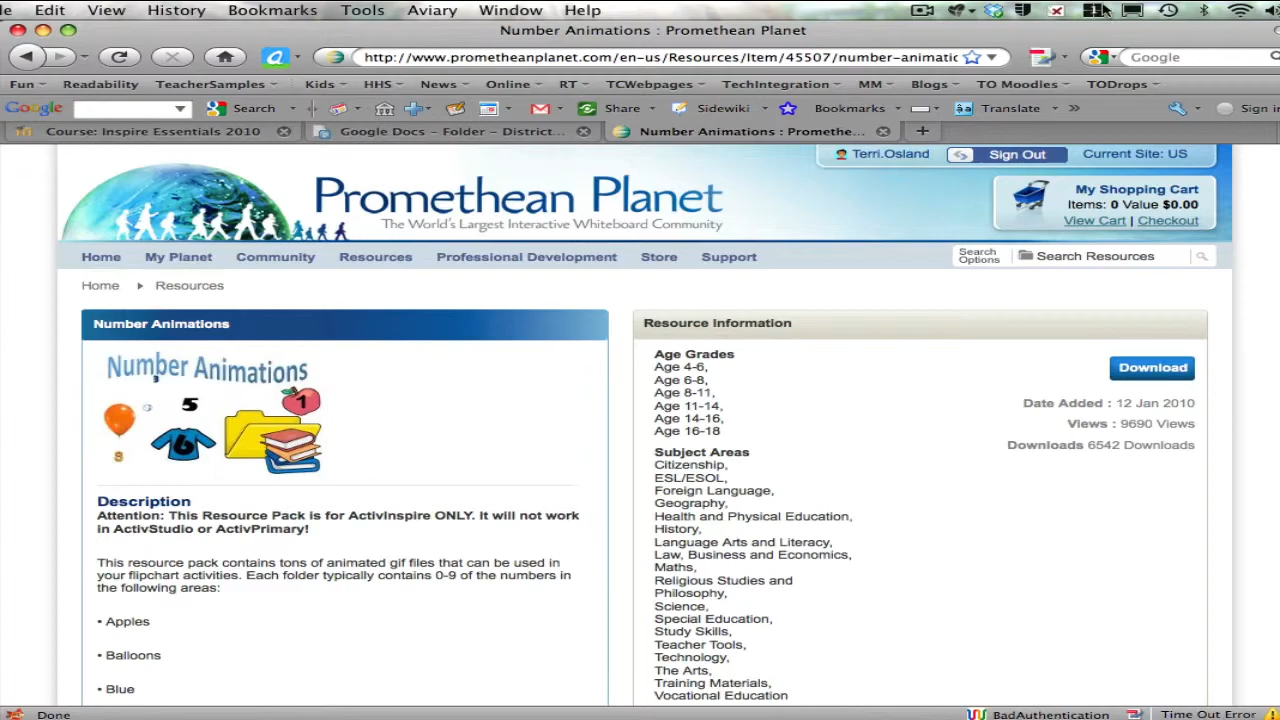 Edit View History Bookmarks Tools Aviary Window Help
Number Animations : Promethean Planet
http://www.prometheanplanet.com/en-us/Resources/Item/45507/number-animatic
Google
Fun Readability TeacherSamples Kids HHS News Online RT TCWebpages TechIntegration MM Blogs TO Moodles TODrops
Google Search Share Sidewiki Bookmarks Translate Sign in
Course: Inspire Essentials 2010 Google Docs - Folder - District... Number Animations : Promethe...
Terri.Osland Sign Out Current Site: US
Promethean Planet
The World's Largest Interactive Whiteboard Community
My Shopping Cart
Items: 0 Value $0.00
View Cart | Checkout
Home My Planet Community Resources Professional Development Store Support
Search Options Search Resources
Home Resources
Number Animations
Number Animations
5
1
6
8
Description
Attention: This Resource Pack is for ActivInspire ONLY. It will not work
in ActivStudio or ActivPrimary!
This resource pack contains tons of animated gif files that can be used in
your flipchart activities. Each folder typically contains 0-9 of the numbers in
the following areas:
• Apples
• Balloons
• Blue
Resource Information
Age Grades
Age 4-6,
Age 6-8,
Age 8-11,
Age 11-14,
Age 14-16,
Age 16-18
Subject Areas
Citizenship,
ESL/ESOL,
Foreign Language,
Geography,
Health and Physical Education,
History,
Language Arts and Literacy,
Law, Business and Economics,
Maths,
Religious Studies and
Philosophy,
Science,
Special Education,
Study Skills,
Teacher Tools,
Technology,
The Arts,
Training Materials,
Vocational Education
Download
Date Added : 12 Jan 2010
Views : 9690 Views
Downloads 6542 Downloads
Done BadAuthentication Time Out Error